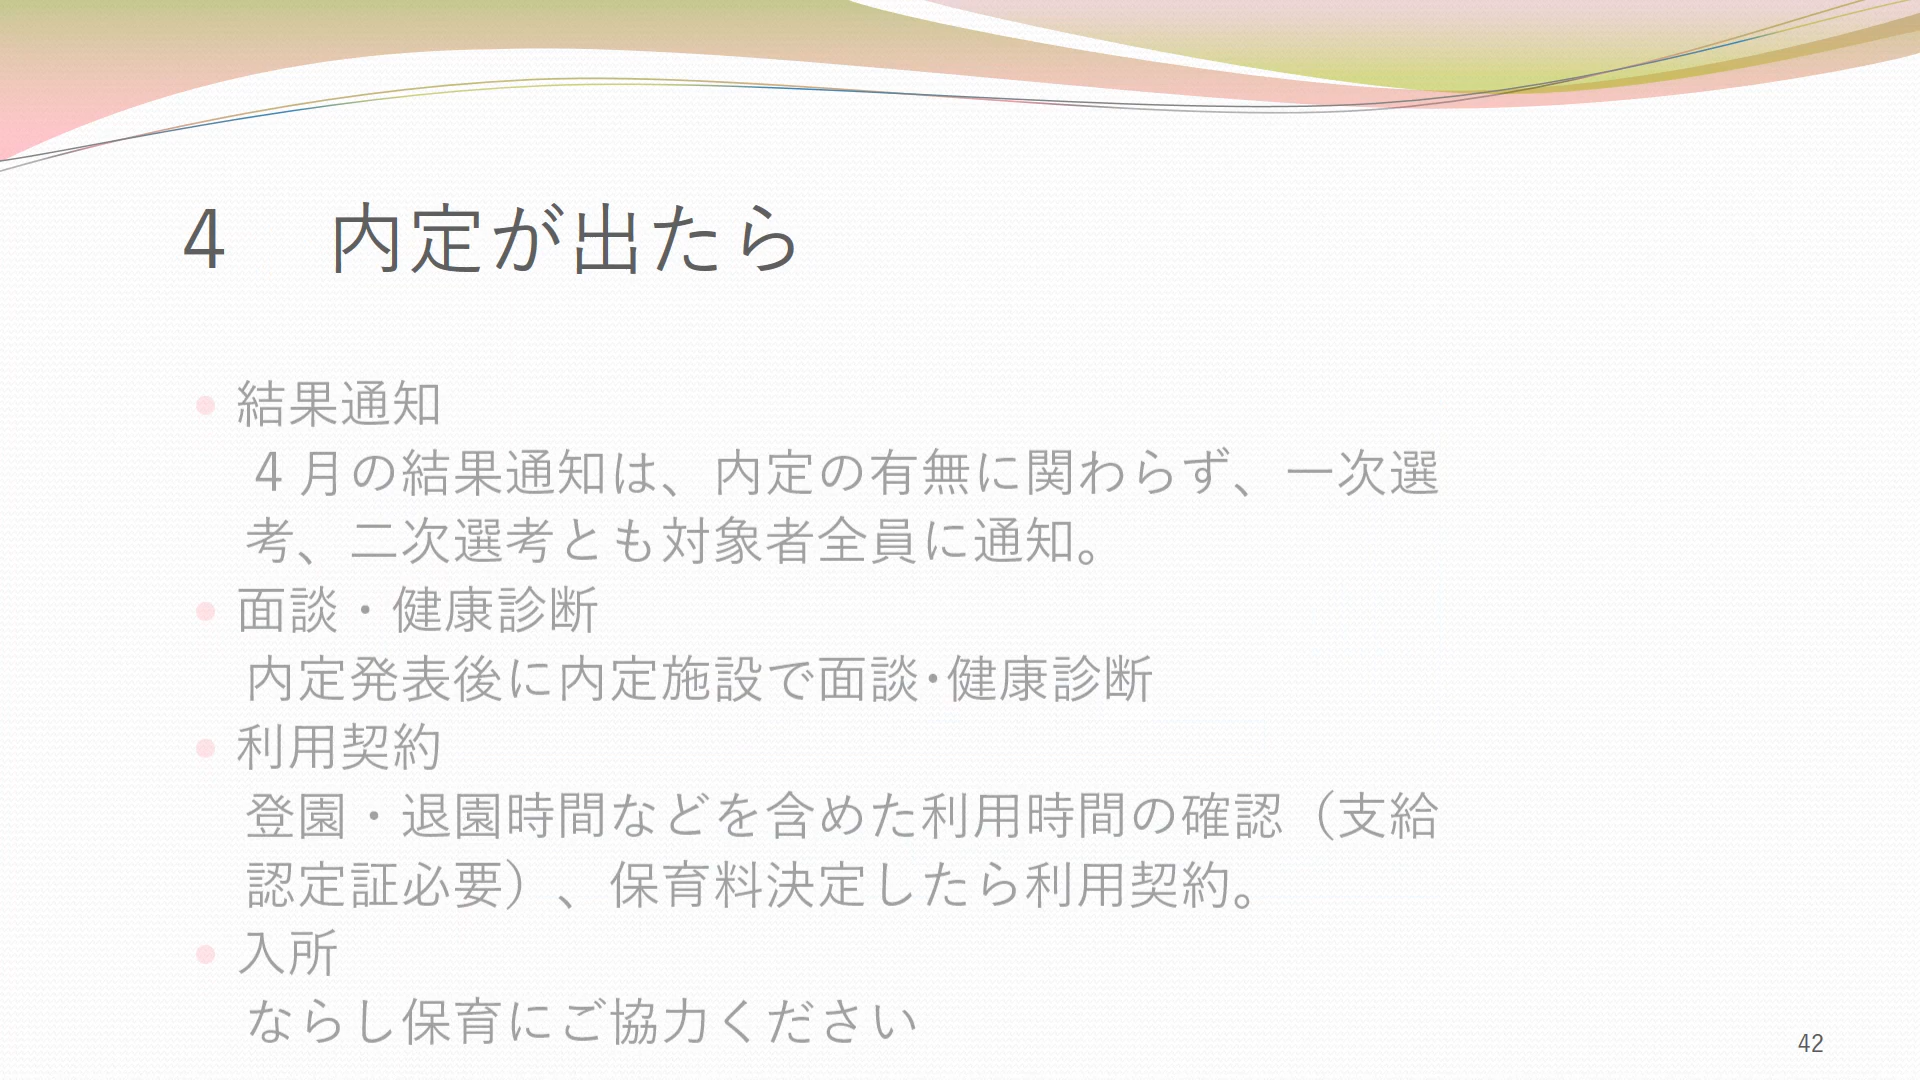 ４　内定が出たら
• 結果通知
４月の結果通知は、内定の有無に関わらず、一次選
考、二次選考とも対象者全員に通知。
• 面談・健康診断
内定発表後に内定施設で面談･健康診断
• 利用契約
登園・退園時間などを含めた利用時間の確認（支給
認定証必要）、保育料決定したら利用契約。
• 入所
ならし保育にご協力ください
42